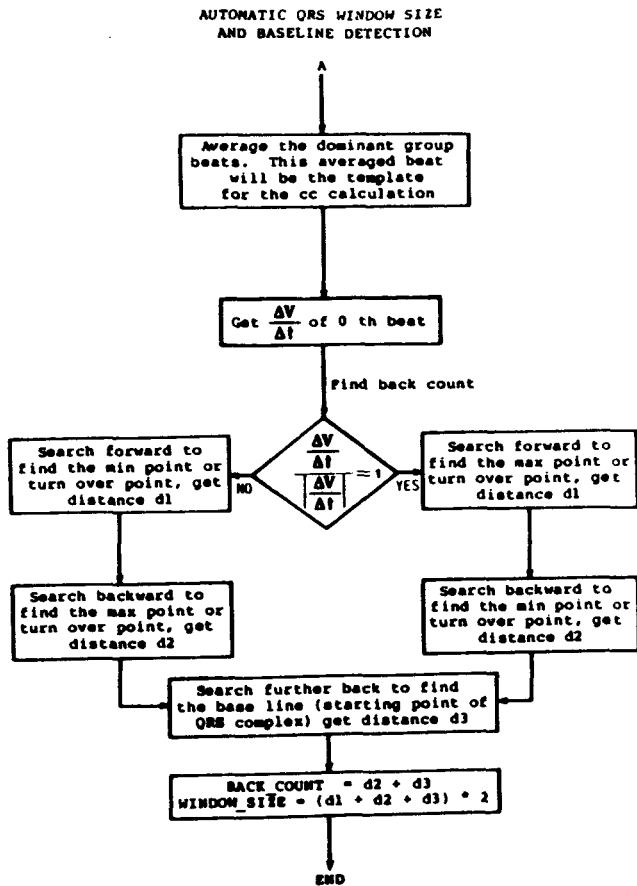 AUTOMATIC QRS WINDOW SIZE
AND BASELINE DETECTION
A
Average the dominant group
beats. This averaged beat
will be the template
for the cc calculation
Get ΔV/Δt of 0 th beat
find back count
ΔV/Δt / |ΔV/Δt| = 1
NO
YES
Search forward to
find the min point or
turn over point, get
distance d1
Search forward to
find the max point or
turn over point, get
distance d1
Search backward to
find the max point or
turn over point, get
distance d2
Search backward to
find the min point or
turn over point, get
distance d2
Search further back to find
the base line (starting point of
QRS complex) get distance d3
BACK_COUNT = d2 + d3
WINDOW_SIZE = (d1 + d2 + d3) * 2
END